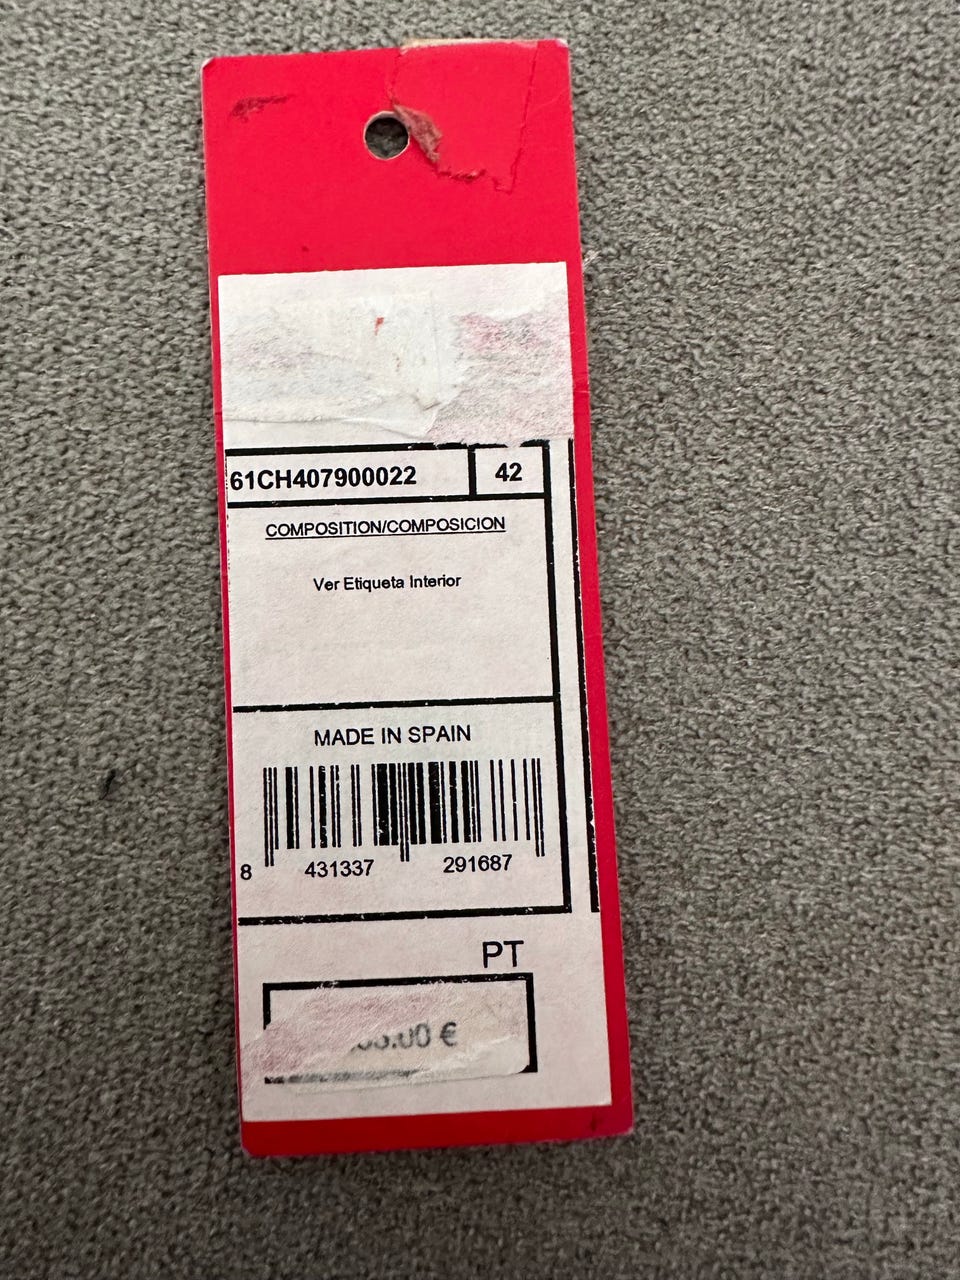 61CH407900022 42
COMPOSITION/COMPOSICION
Ver Etiqueta Interior
MADE IN SPAIN
8 431337 291687
PT
€